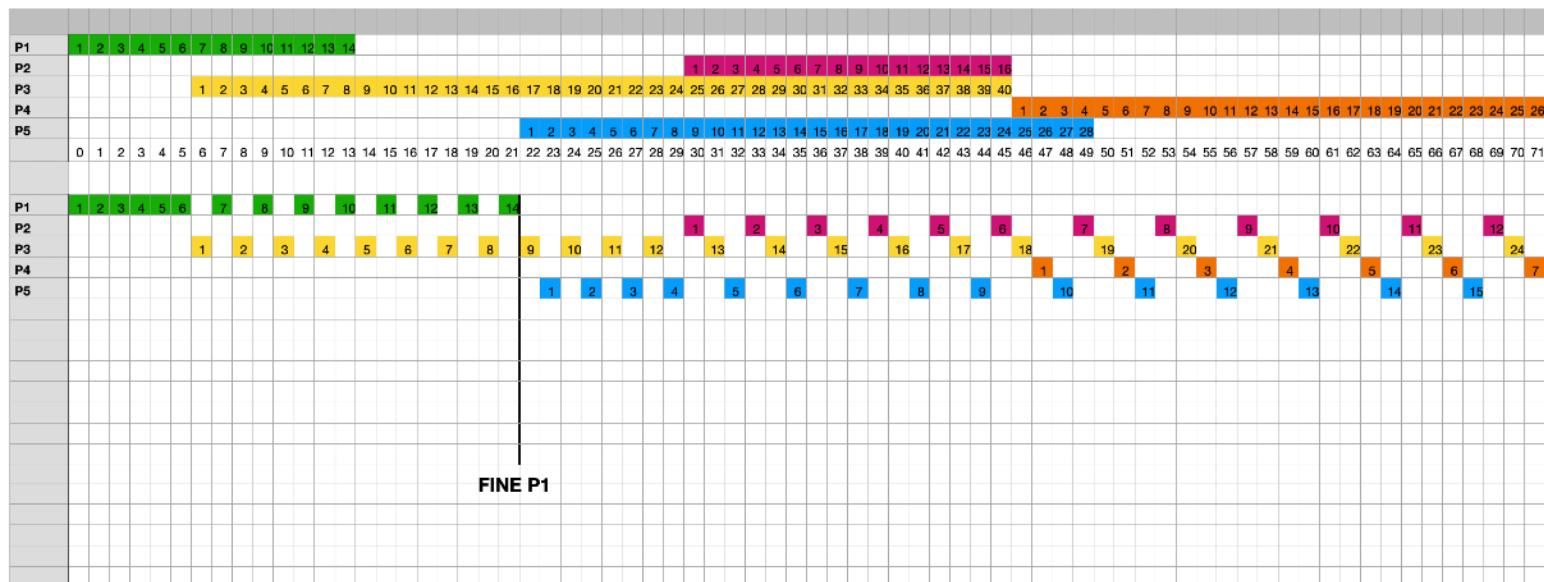 P1 1 2 3 4 5 6 7 8 9 10 11 12 13 14
P2 1 2 3 4 5 6 7 8 9 10 11 12 13 14 15 16
P3 1 2 3 4 5 6 7 8 9 10 11 12 13 14 15 16 17 18 19 20 21 22 23 24 25 26 27 28 29 30 31 32 33 34 35 36 37 38 39 40
P4 1 2 3 4 5 6 7 8 9 10 11 12 13 14 15 16 17 18 19 20 21 22 23 24 25 26
P5 1 2 3 4 5 6 7 8 9 10 11 12 13 14 15 16 17 18 19 20 21 22 23 24 25 26 27 28
0 1 2 3 4 5 6 7 8 9 10 11 12 13 14 15 16 17 18 19 20 21 22 23 24 25 26 27 28 29 30 31 32 33 34 35 36 37 38 39 40 41 42 43 44 45 46 47 48 49 50 51 52 53 54 55 56 57 58 59 60 61 62 63 64 65 66 67 68 69 70 71
P1 1 2 3 4 5 6 7 8 9 10 11 12 13 14
P2 1 2 3 4 5 6 7 8 9 10 11 12
P3 1 2 3 4 5 6 7 8 9 10 11 12 13 14 15 16 17 18 19 20 21 22 23 24
P4 1 2 3 4 5 6 7
P5 1 2 3 4 5 6 7 8 9 10 11 12 13 14 15
FINE P1